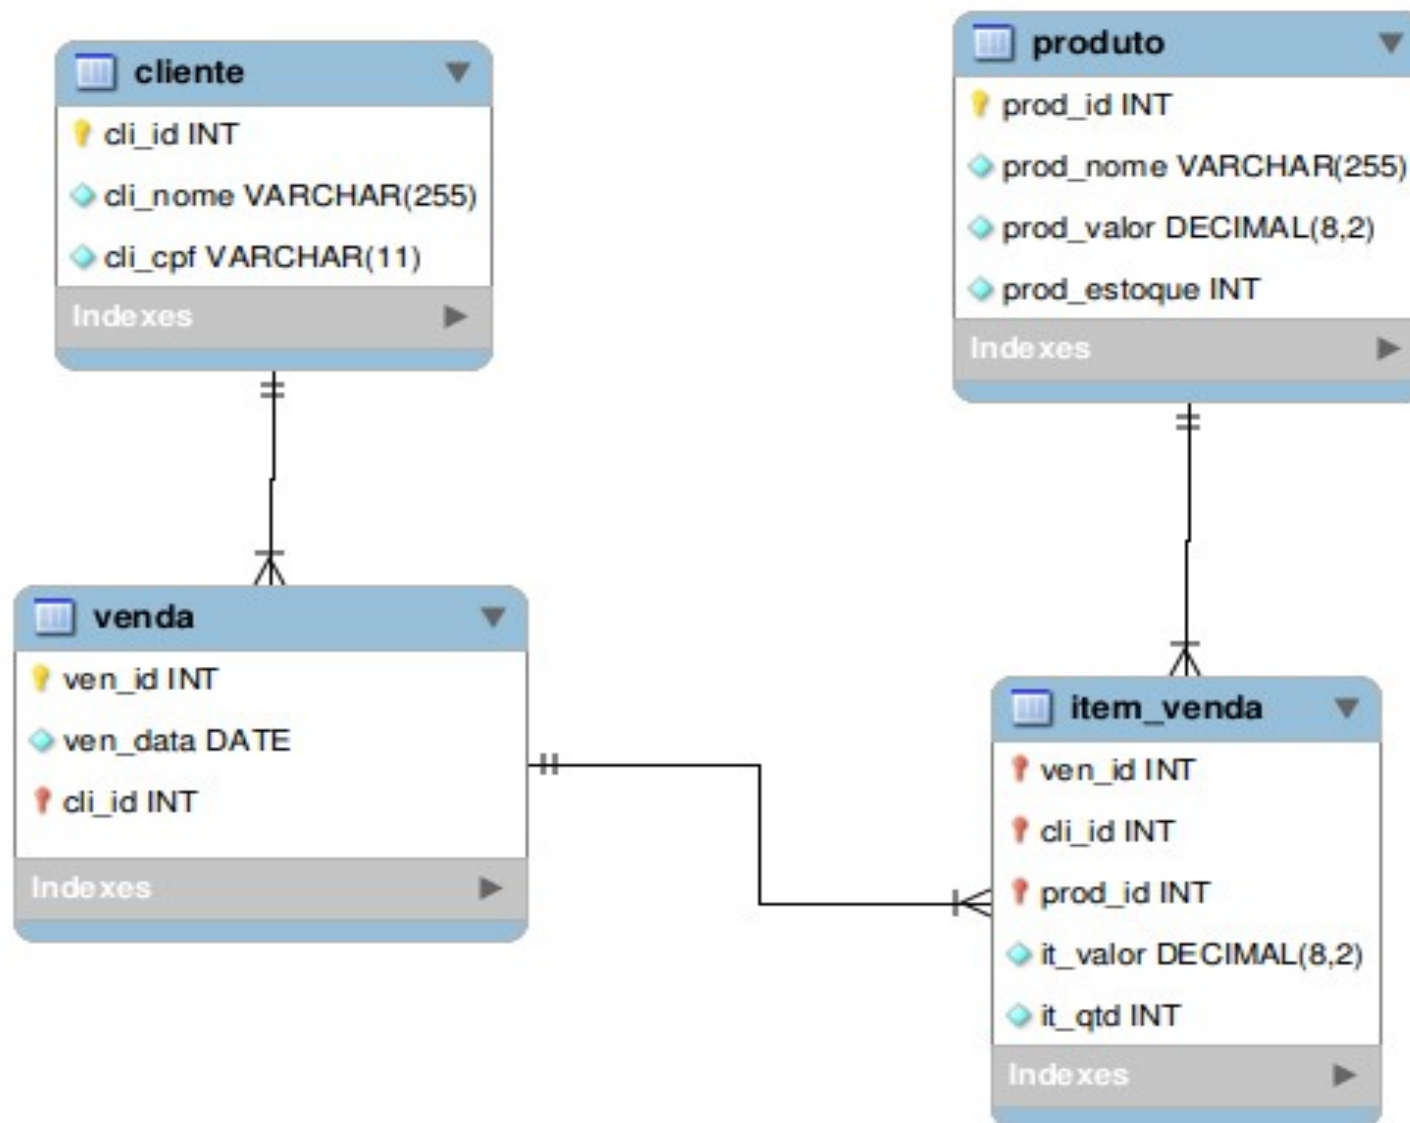 cliente
cli_id INT
cli_nome VARCHAR(255)
cli_cpf VARCHAR(11)
Indexes
produto
prod_id INT
prod_nome VARCHAR(255)
prod_valor DECIMAL(8,2)
prod_estoque INT
Indexes
venda
ven_id INT
ven_data DATE
cli_id INT
Indexes
item_venda
ven_id INT
cli_id INT
prod_id INT
it_valor DECIMAL(8,2)
it_qtd INT
Indexes